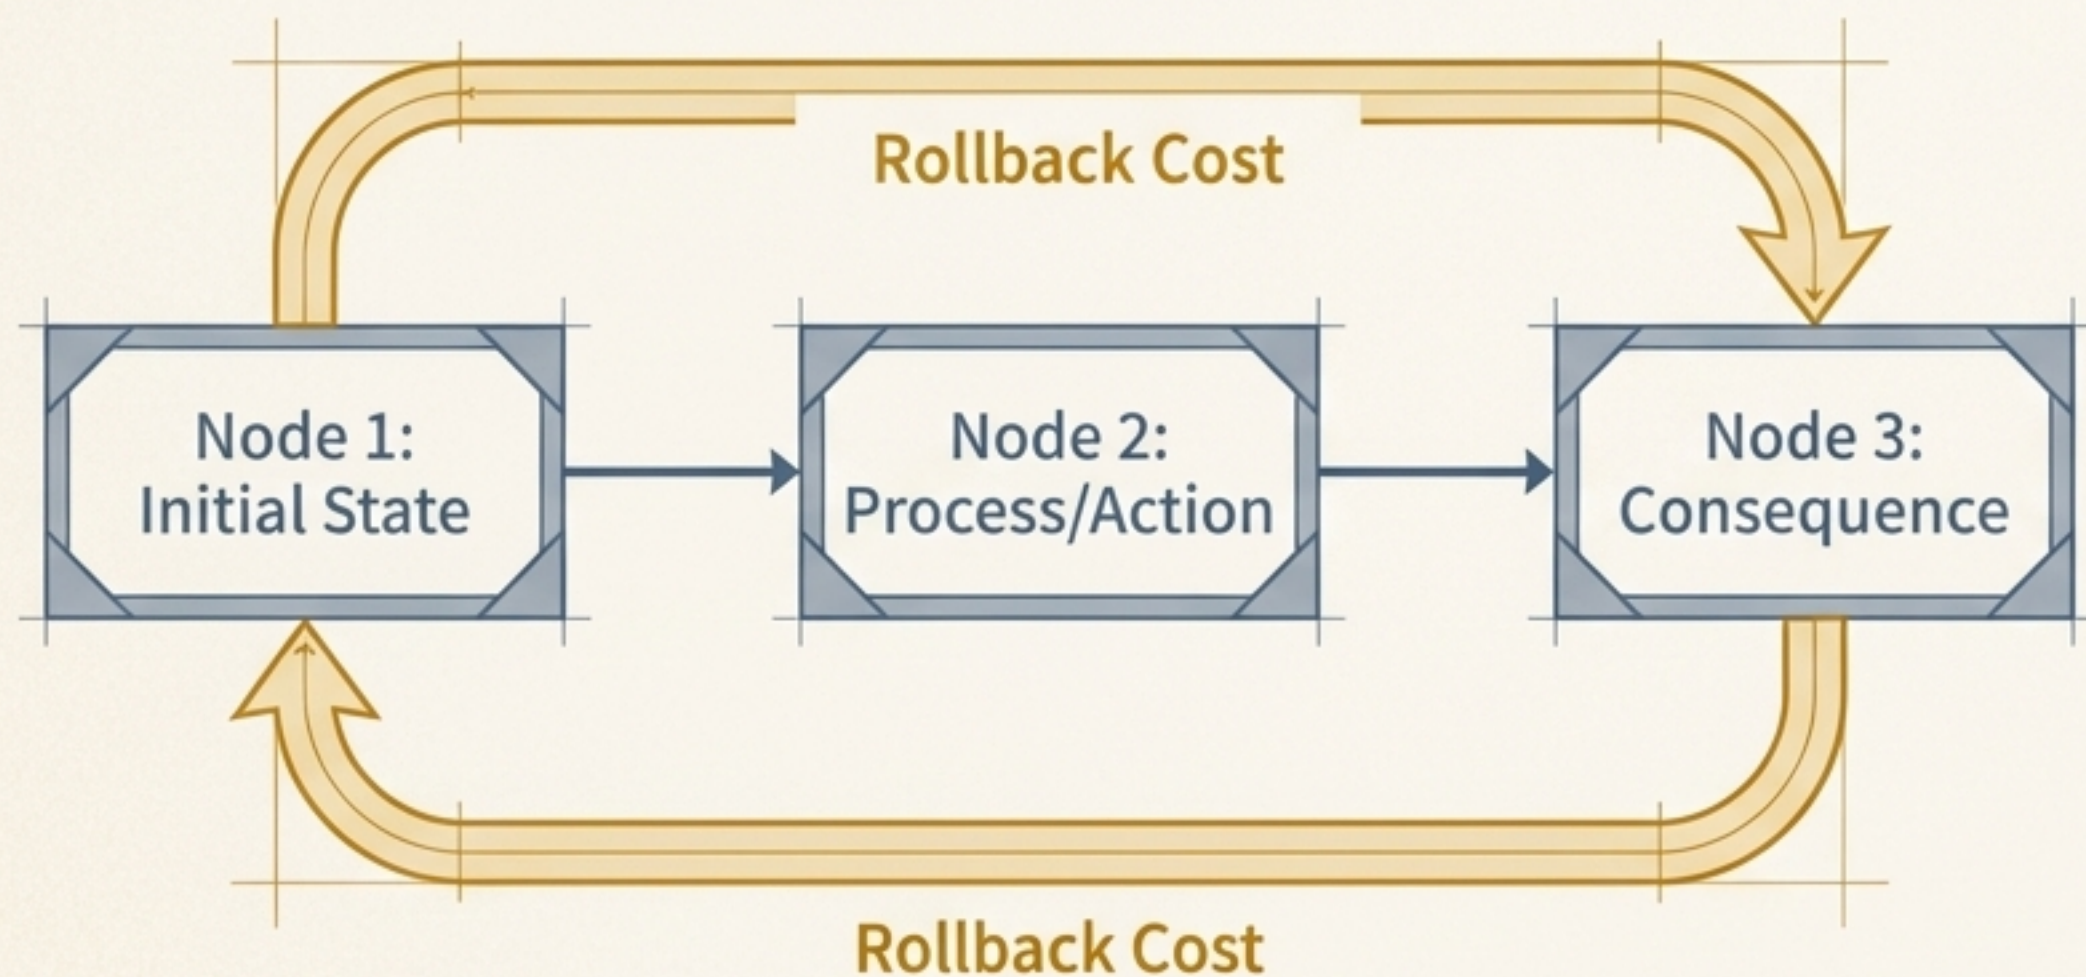 Rollback Cost
Node 1:
Initial State
Node 2:
Process/Action
Node 3:
Consequence
Rollback Cost